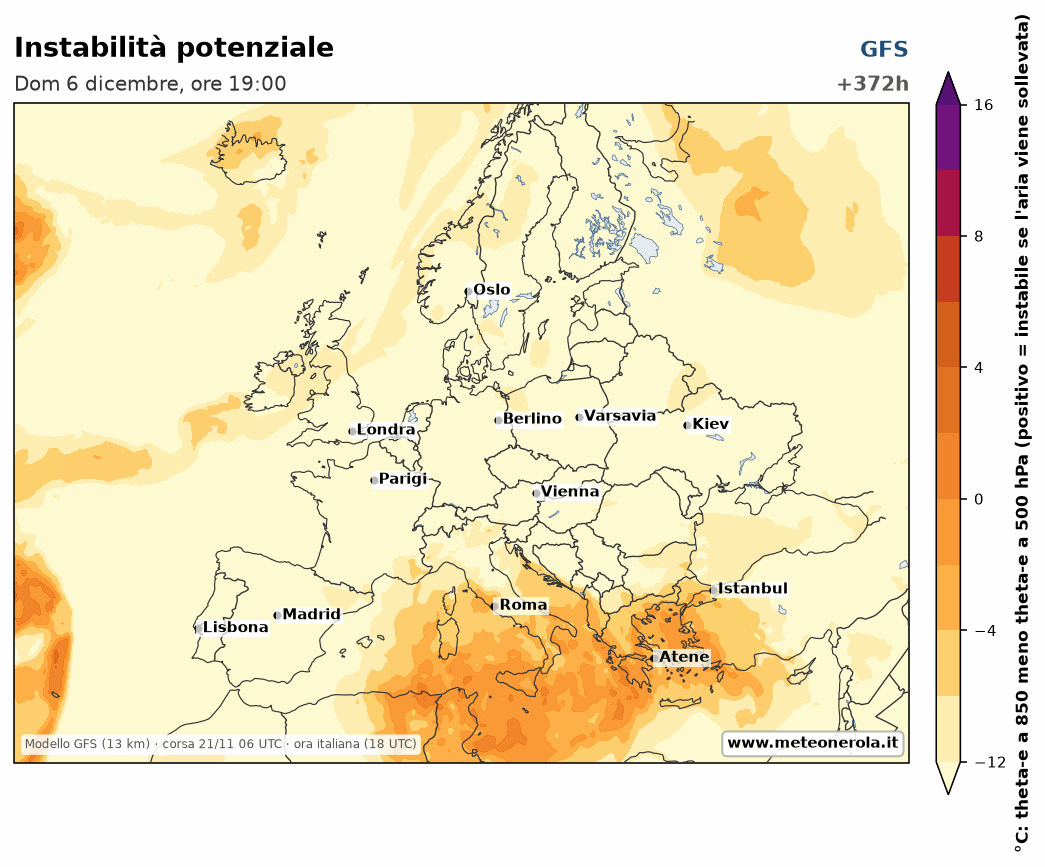 Instabilità potenziale
GFS
Dom 6 dicembre, ore 19:00
+372h
Oslo
Berlino
Varsavia
Kiev
Londra
Parigi
Vienna
Istanbul
Roma
Madrid
Lisbona
Atene
Modello GFS (13 km) · corsa 21/11 06 UTC · ora italiana (18 UTC)
www.meteonerola.it
16
8
4
0
−4
−12
°C: theta-e a 850 meno theta-e a 500 hPa (positivo = instabile se l'aria viene sollevata)